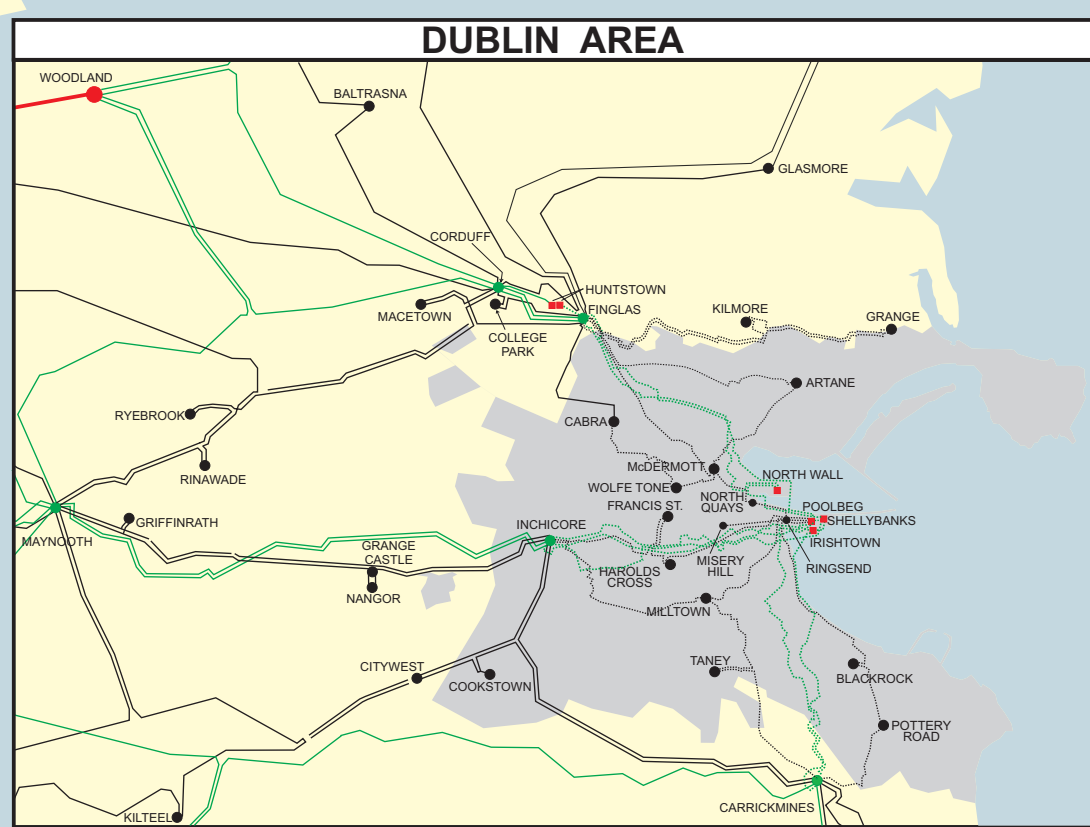 DUBLIN AREA
WOODLAND
BALTRASNA
GLASMORE
CORDUFF
HUNTSTOWN
MACETOWN
FINGLAS
KILMORE
GRANGE
COLLEGE
PARK
ARTANE
RYEBROOK
CABRA
RINAWADE
McDERMOTT
NORTH WALL
WOLFE TONE
NORTH
QUAYS
FRANCIS ST.
POOLBEG
SHELLYBANKS
GRIFFINRATH
INCHICORE
MAYNOOTH
IRISHTOWN
GRANGE
CASTLE
MISERY
HILL
RINGSEND
HAROLDS
CROSS
NANGOR
MILLTOWN
CITYWEST
TANEY
COOKSTOWN
BLACKROCK
POTTERY
ROAD
CARRICKMINES
KILTEEL